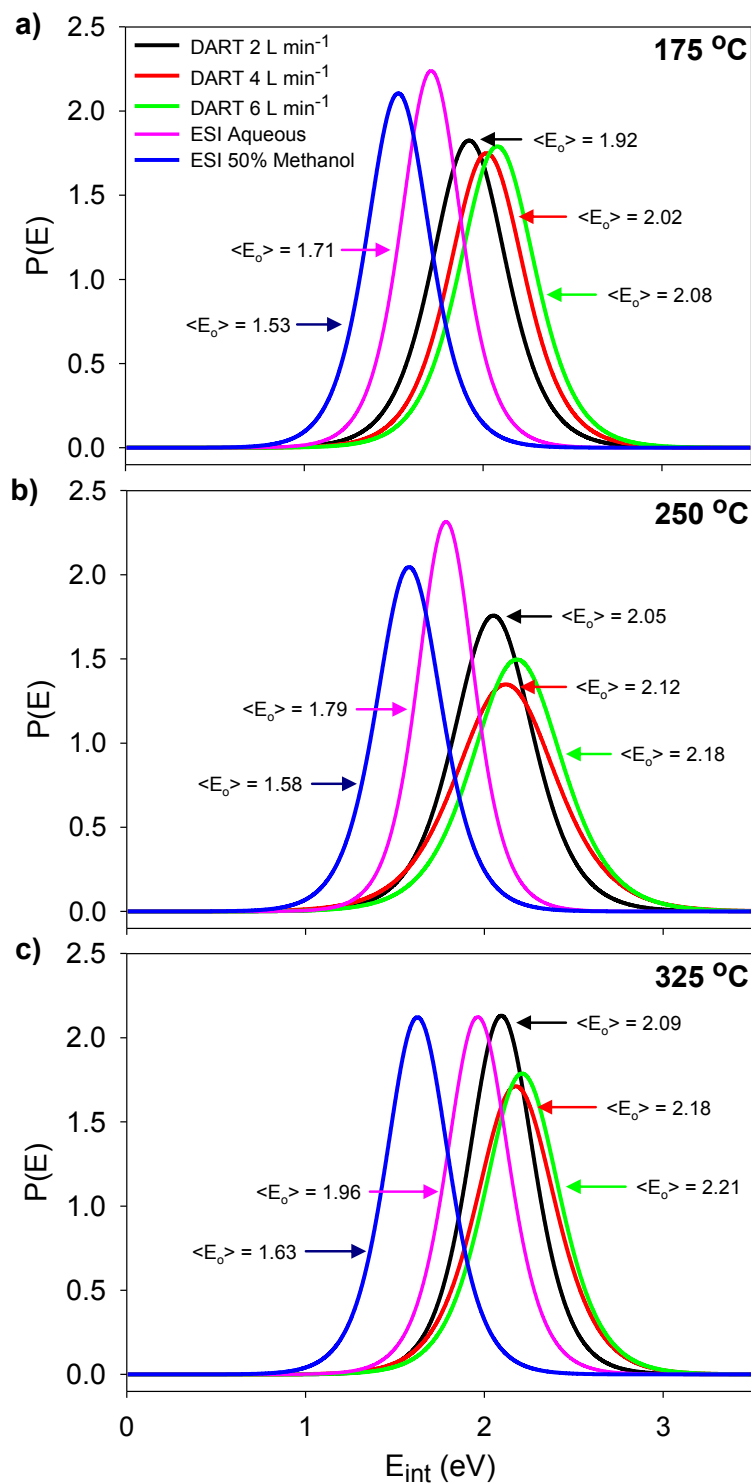 a)
175 °C
DART 2 L min⁻¹
DART 4 L min⁻¹
DART 6 L min⁻¹
ESI Aqueous
ESI 50% Methanol
<Eₒ> = 1.92
<Eₒ> = 2.02
<Eₒ> = 1.71
<Eₒ> = 2.08
<Eₒ> = 1.53
P(E)
2.5
2.0
1.5
1.0
0.5
0.0
b)
250 °C
<Eₒ> = 2.05
<Eₒ> = 2.12
<Eₒ> = 1.79
<Eₒ> = 2.18
<Eₒ> = 1.58
P(E)
2.5
2.0
1.5
1.0
0.5
0.0
c)
325 °C
<Eₒ> = 2.09
<Eₒ> = 2.18
<Eₒ> = 1.96
<Eₒ> = 2.21
<Eₒ> = 1.63
P(E)
2.5
2.0
1.5
1.0
0.5
0.0
0 1 2 3
E_int (eV)